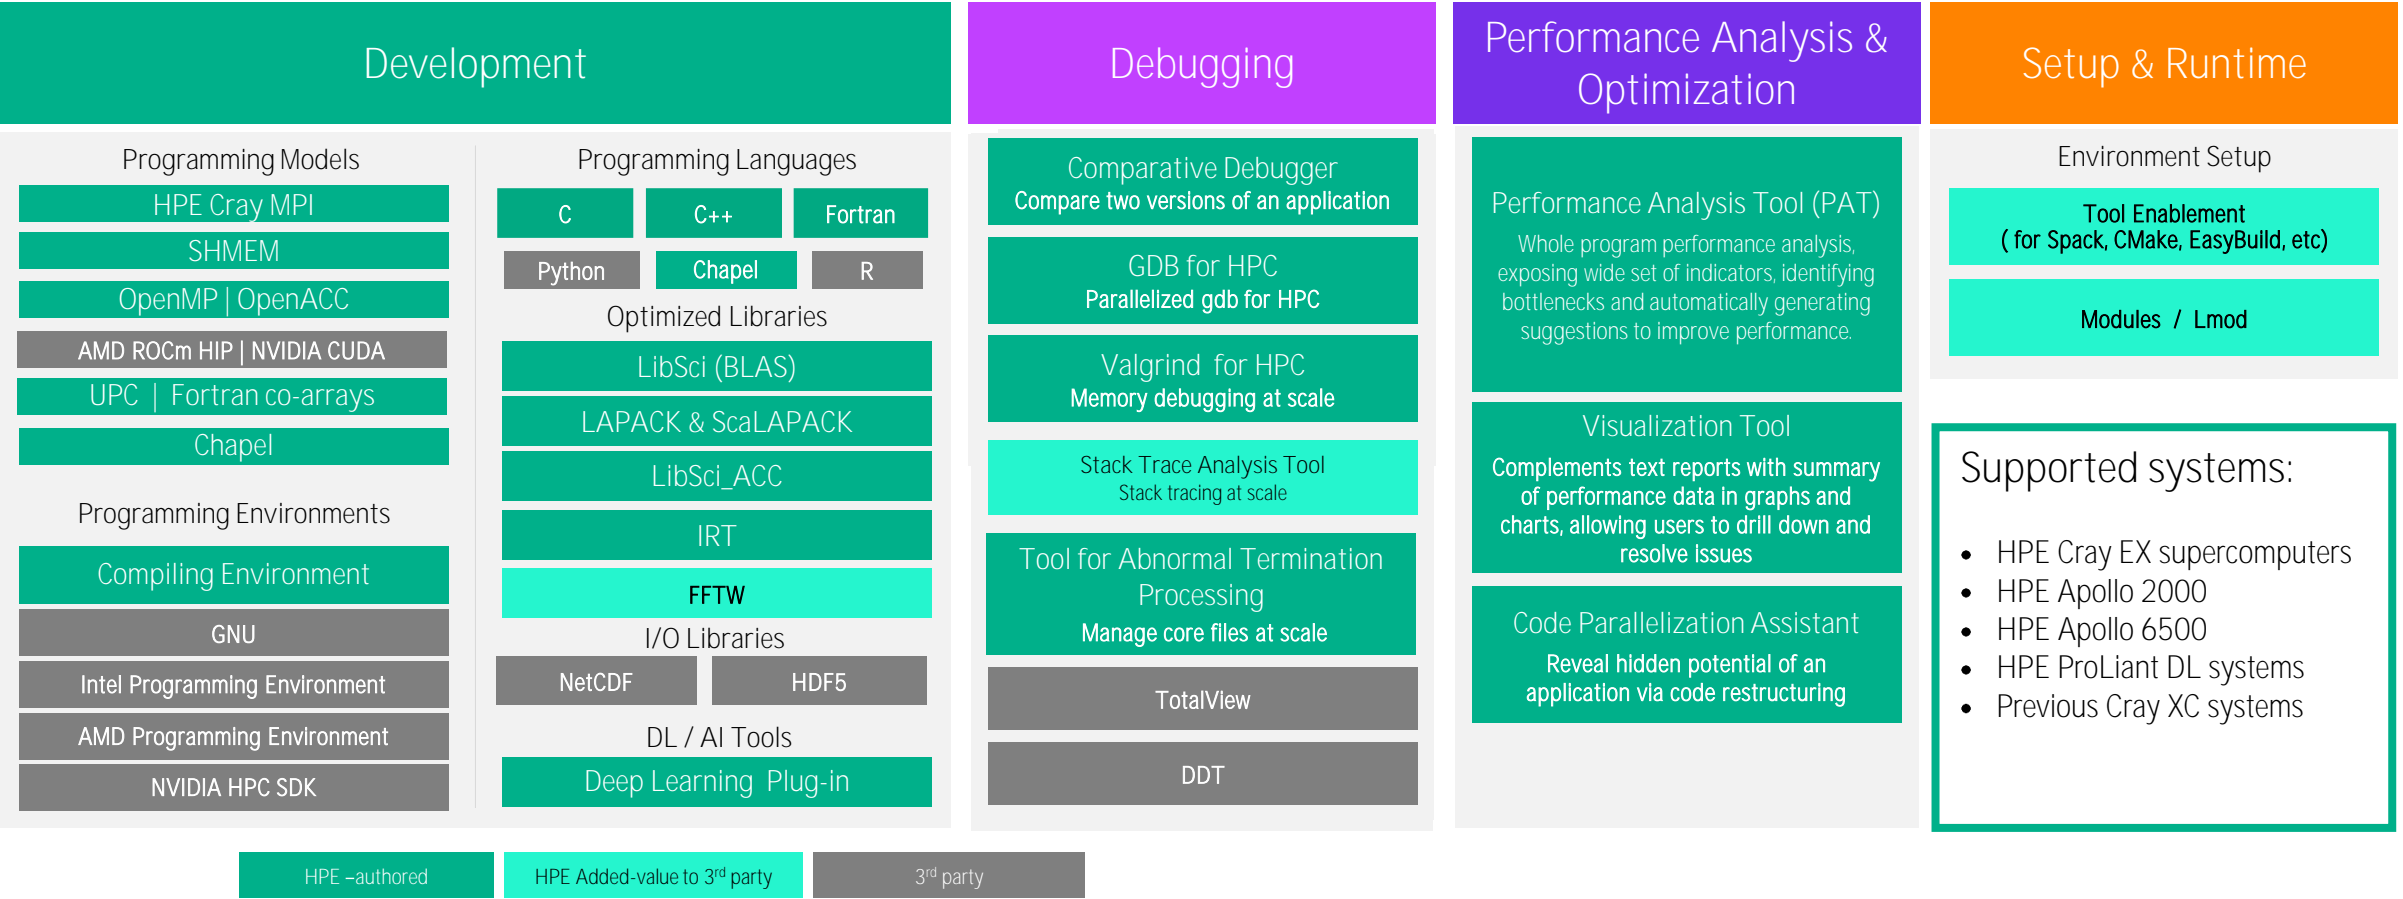 Development
Programming Models
HPE Cray MPI
SHMEM
OpenMP | OpenACC
AMD ROCm HIP | NVIDIA CUDA
UPC | Fortran co-arrays
Chapel
Programming Environments
Compiling Environment
GNU
Intel Programming Environment
AMD Programming Environment
NVIDIA HPC SDK
Programming Languages
C
C++
Fortran
Python
Chapel
R
Optimized Libraries
LibSci (BLAS)
LAPACK & ScaLAPACK
LibSci_ACC
IRT
FFTW
I/O Libraries
NetCDF
HDF5
DL / AI Tools
Deep Learning Plug-in
Debugging
Comparative Debugger
Compare two versions of an application
GDB for HPC
Parallelized gdb for HPC
Valgrind for HPC
Memory debugging at scale
Stack Trace Analysis Tool
Stack tracing at scale
Tool for Abnormal Termination
Processing
Manage core files at scale
TotalView
DDT
Performance Analysis &
Optimization
Performance Analysis Tool (PAT)
Whole program performance analysis,
exposing wide set of indicators, identifying
bottlenecks and automatically generating
suggestions to improve performance.
Visualization Tool
Complements text reports with summary
of performance data in graphs and
charts, allowing users to drill down and
resolve issues
Code Parallelization Assistant
Reveal hidden potential of an
application via code restructuring
Setup & Runtime
Environment Setup
Tool Enablement
( for Spack, CMake, EasyBuild, etc)
Modules / Lmod
Supported systems:
• HPE Cray EX supercomputers
• HPE Apollo 2000
• HPE Apollo 6500
• HPE ProLiant DL systems
• Previous Cray XC systems
HPE –authored
HPE Added-value to 3rd party
3rd party